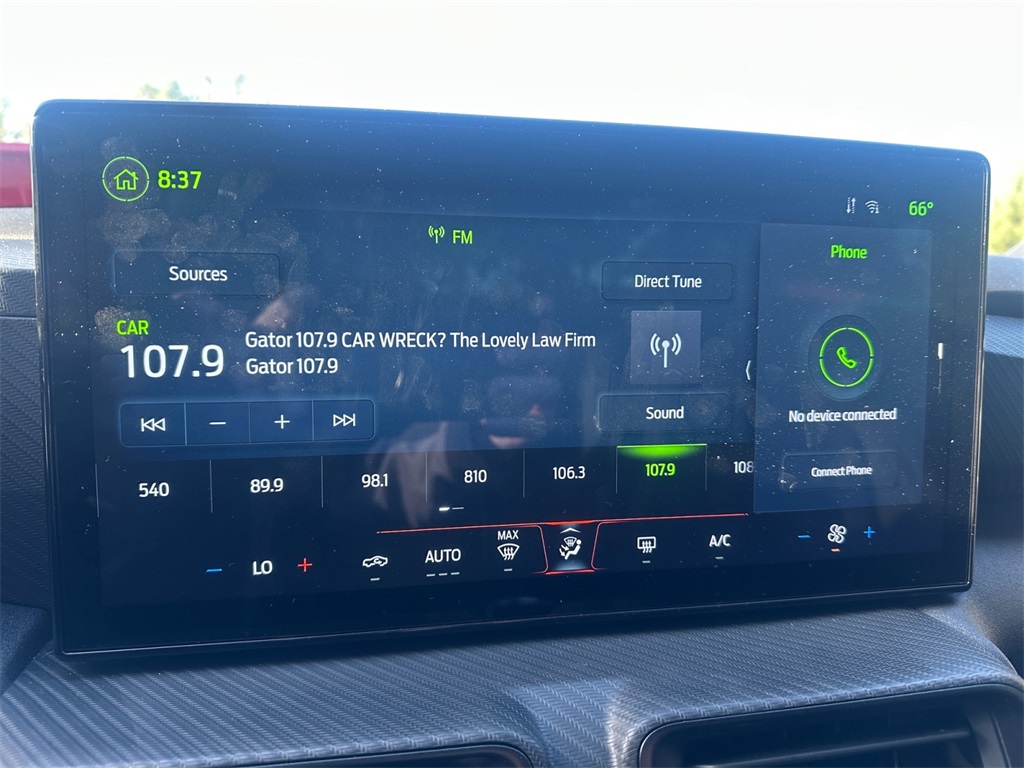 8:37
66°
FM
Phone
Sources
Direct Tune
CAR
107.9
Gator 107.9 CAR WRECK? The Lovely Law Firm
Gator 107.9
Sound
No device connected
Connect Phone
540 89.9 98.1 810 106.3 107.9 108
LO AUTO MAX A/C